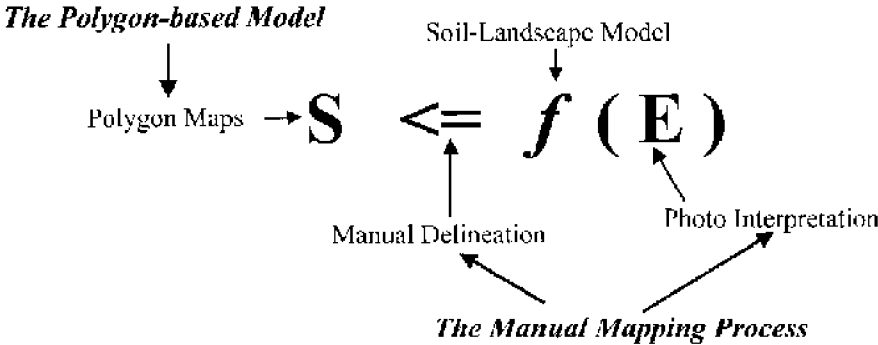 The Polygon-based Model
Soil-Landscape Model
Polygon Maps S <= f ( E )
Photo Interpretation
Manual Delineation
The Manual Mapping Process